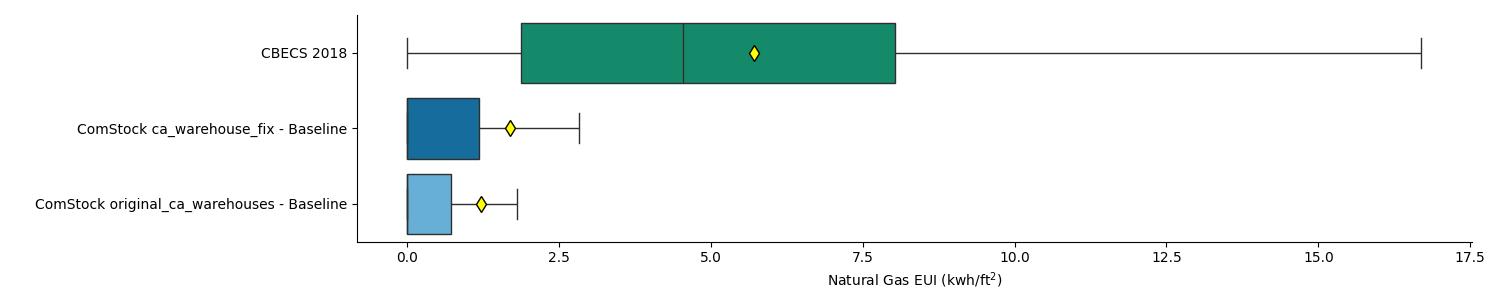 CBECS 2018
ComStock ca_warehouse_fix - Baseline
ComStock original_ca_warehouses - Baseline
0.0 2.5 5.0 7.5 10.0 12.5 15.0 17.5
Natural Gas EUI (kwh/ft²)